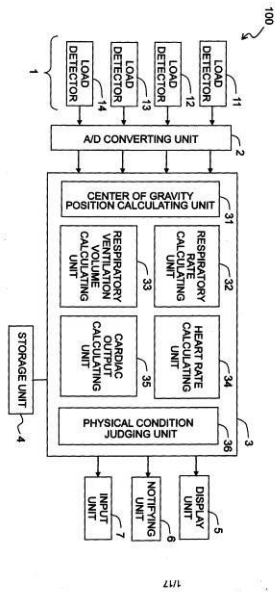 100
1
LOAD
DETECTOR
11
LOAD
DETECTOR
12
LOAD
DETECTOR
13
LOAD
DETECTOR
14
A/D CONVERTING UNIT
2
CENTER OF GRAVITY
POSITION CALCULATING UNIT
31
RESPIRATORY
RATE
CALCULATING
UNIT
32
RESPIRATORY
VENTILATION
VOLUME
CALCULATING
UNIT
33
HEART RATE
CALCULATING
UNIT
34
CARDIAC
OUTPUT
CALCULATING
UNIT
35
PHYSICAL CONDITION
JUDGING UNIT
36
3
STORAGE UNIT
4
DISPLAY
UNIT
5
NOTIFYING
UNIT
6
INPUT
UNIT
7
1/17